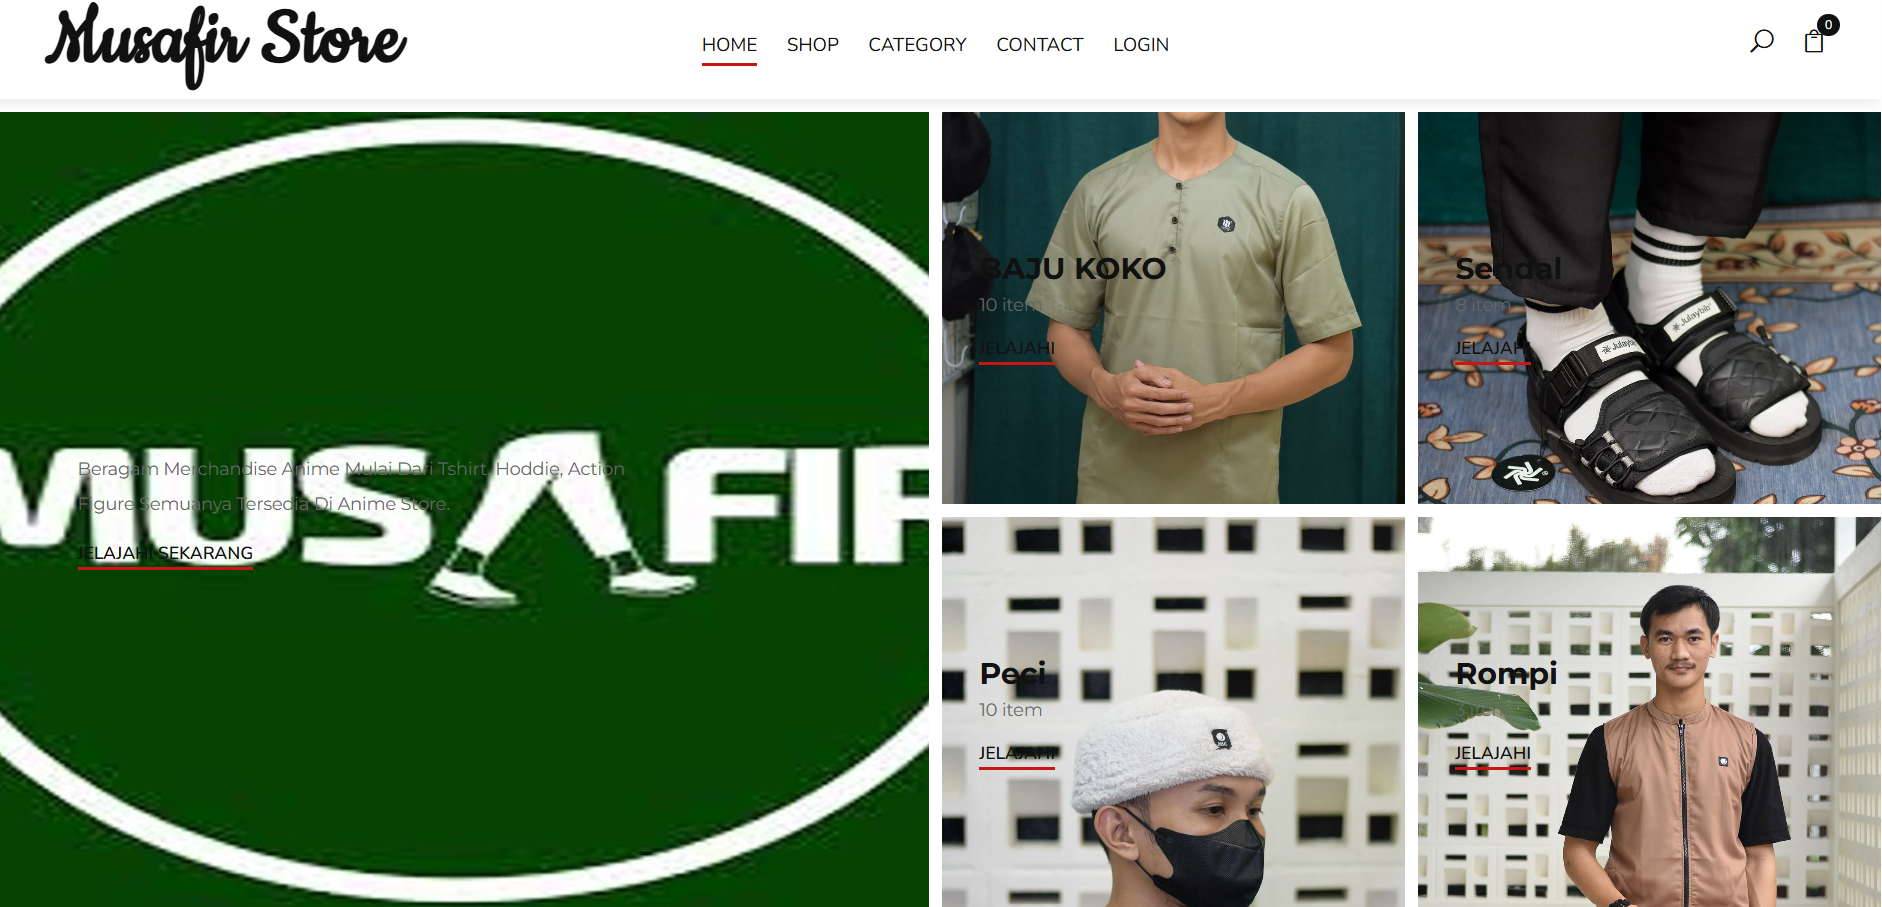 Musafir Store
HOME SHOP CATEGORY CONTACT LOGIN
0
MUSAFIR
Beragam Merchandise Anime Mulai Dari Tshirt, Hoddie, Action
Figure Semuanya Tersedia Di Anime Store.
JELAJAHI SEKARANG
BAJU KOKO
10 item
JELAJAHI
Sendal
8 item
JELAJAHI
Julaybib
Julaybib
Peci
10 item
JELAJAHI
Rompi
JELAJAHI